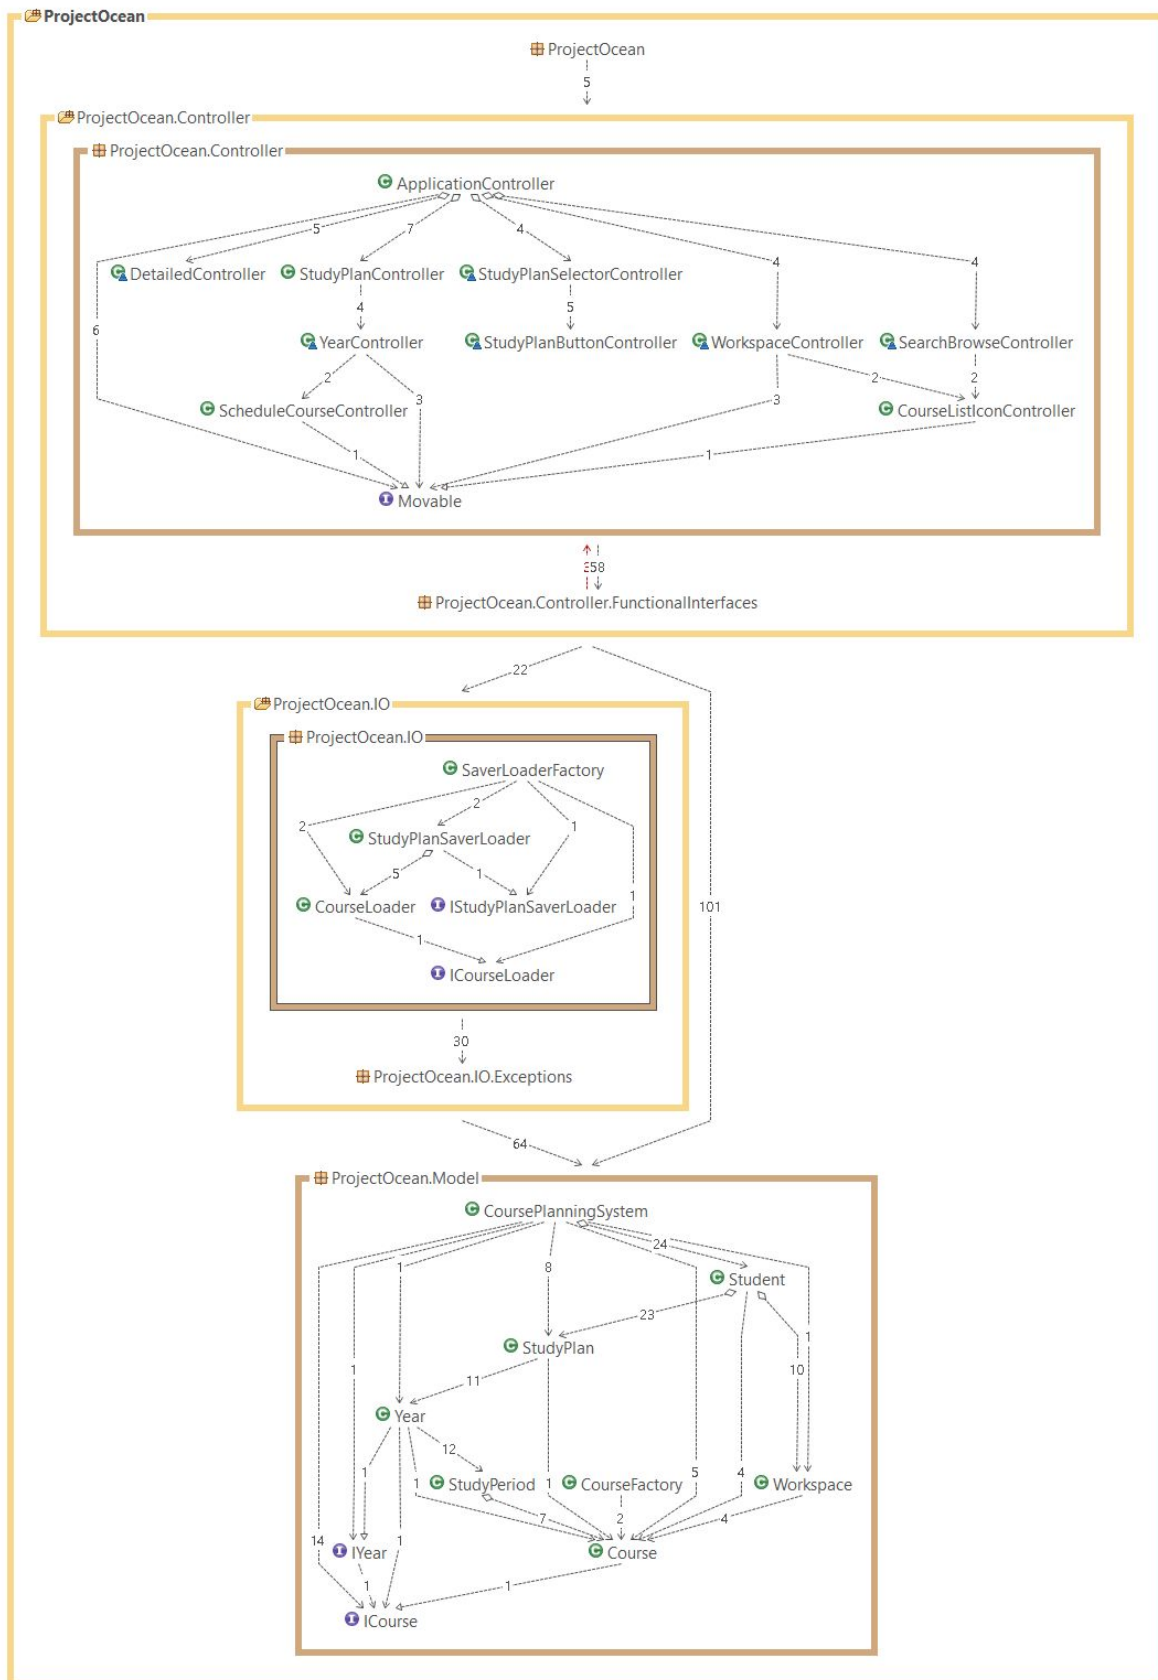 ProjectOcean
ProjectOcean
5
ProjectOcean.Controller
ProjectOcean.Controller
ApplicationController
5
7
4
4
4
DetailedController
StudyPlanController
StudyPlanSelectorController
4
5
6
YearController
StudyPlanButtonController
WorkspaceController
SearchBrowseController
2
3
3
2
2
ScheduleCourseController
CourseListIconController
1
1
Movable
58
ProjectOcean.Controller.FunctionalInterfaces
22
ProjectOcean.IO
ProjectOcean.IO
SaverLoaderFactory
2
2
1
StudyPlanSaverLoader
5
1
1
CourseLoader
IStudyPlanSaverLoader
101
1
ICourseLoader
30
ProjectOcean.IO.Exceptions
64
ProjectOcean.Model
CoursePlanningSystem
24
1
8
Student
23
1
StudyPlan
1
10
11
Year
12
1
1
1
5
4
StudyPeriod
CourseFactory
Workspace
7
2
4
14
1
IYear
Course
1
1
ICourse